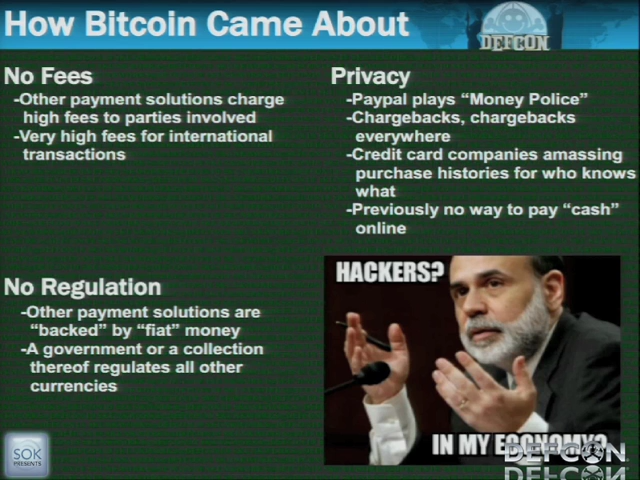 How Bitcoin Came About
DEFCON
No Fees
-Other payment solutions charge
high fees to parties involved
-Very high fees for international
transactions
Privacy
-Paypal plays “Money Police”
-Chargebacks, chargebacks
everywhere
-Credit card companies amassing
purchase histories for who knows
what
-Previously no way to pay “cash”
online
No Regulation
-Other payment solutions are
“backed” by “fiat” money
-A government or a collection
thereof regulates all other
currencies
HACKERS?
IN MY ECONOMY?
DEFCON
SOK
PRESENTS